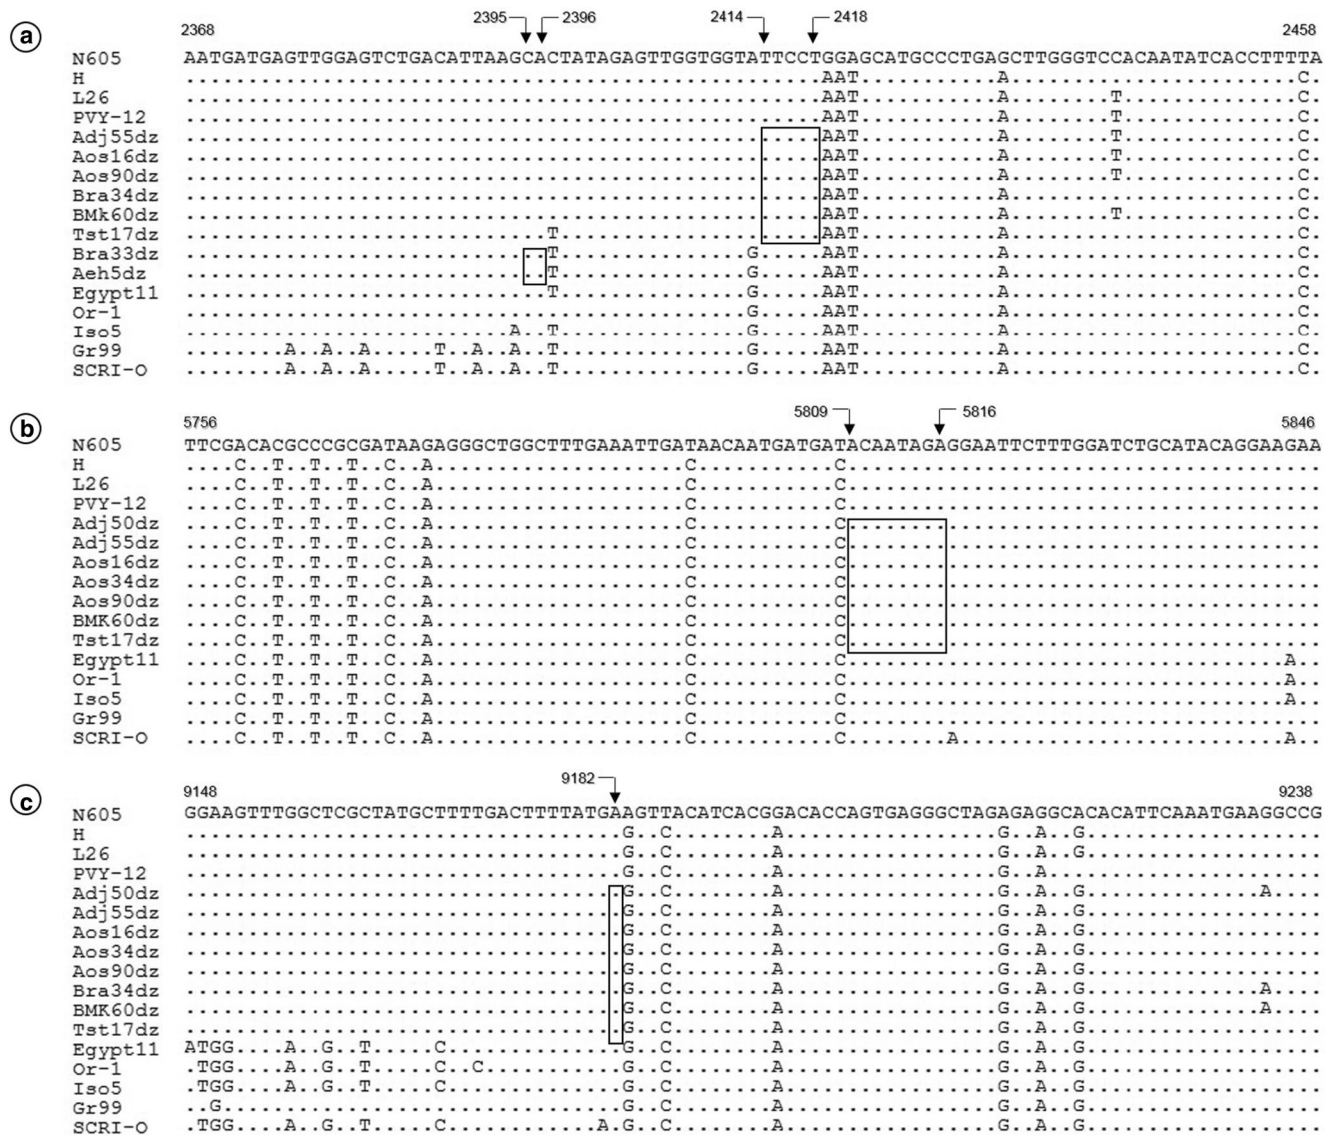 a
2395 2396 2414 2418
2368 2458
N605 AATGATGAGTTGGAGTCTGACATTAAGCACTATAGAGTTGGTGGTATTCCTGGAGCATGCCCTGAGCTTGGGTCCACAATATCACCTTTTA
H ...................................................AAT...........A.......................C.
L26 ...................................................AAT...........A........T..............C.
PVY-12 ...................................................AAT...........A........T..............C.
Adj55dz ...................................................AAT...........A........T..............C.
Aos16dz ...................................................AAT...........A........T..............C.
Aos90dz ...................................................AAT...........A........T..............C.
Bra34dz ...................................................AAT...........A.......................C.
BMk60dz ...................................................AAT...........A........T..............C.
Tst17dz .............................T.....................AAT...........A.......................C.
Bra33dz .............................T...............G.....AAT...........A.......................C.
Aeh5dz .............................T...............G.....AAT...........A.......................C.
Egypt11 .............................T...............G.....AAT...........A.......................C.
Or-1 .............................................G.....AAT...........A.......................C.
Iso5 ..........................A..T...............G.....AAT...........A.......................C.
Gr99 ........A..A..A.....T..A..A..T...............G.....AAT...........A.......................C.
SCRI-O ........A..A..A.....T..A..A..T...............G.....AAT...........A.......................C.
b
5809 5816
5756 5846
N605 TTCGACACGCCCGCGATAAGAGGGCTGGCTTTGAAATTGATAACAATGATGATACAATAGAGGAATTCTTTGGATCTGCATACAGGAAGAA
H ....C..T..T..T..C..A....................C...........C......................................
L26 ....C..T..T..T..C..A....................C...........C......................................
PVY-12 ....C..T..T..T..C..A....................C...........C......................................
Adj50dz ....C..T..T..T..C..A....................C...........C......................................
Adj55dz ....C..T..T..T..C..A....................C...........C......................................
Aos16dz ....C..T..T..T..C..A....................C...........C......................................
Aos34dz ....C..T..T..T..C..A....................C...........C......................................
Aos90dz ....C..T..T..T..C..A....................C...........C......................................
BMK60dz ....C..T..T..T..C..A....................C...........C......................................
Tst17dz ....C..T..T..T..C..A....................C...........C......................................
Egypt11 ....C..T..T..T..C..A....................C...........C...................................A..
Or-1 ....C..T..T..T..C..A....................C...........C...................................A..
Iso5 ....C..T..T..T..C..A....................C...........C...................................A..
Gr99 ....C..T..T..T..C..A....................C...........C......................................
SCRI-O ....C..T..T..T..C..A....................C...........C........A..........................A..
c
9182
9148 9238
N605 GGAAGTTTGGCTCGCTATGCTTTTGACTTTTATGAAGTTACATCACGGACACCAGTGAGGGCTAGAGAGGCACACATTCAAATGAAGGCCG
H ...................................G..C........A.................G..A..G...................
L26 ...................................G..C........A.................G..A..G...................
PVY-12 ...................................G..C........A.................G..A..G...................
Adj50dz ...................................G..C........A.................G..A..G..............A....
Adj55dz ...................................G..C........A.................G..A..G...................
Aos16dz ...................................G..C........A.................G..A..G...................
Aos34dz ...................................G..C........A.................G..A..G...................
Aos90dz ...................................G..C........A.................G..A..G...................
Bra34dz ...................................G..C........A.................G..A..G..............A....
BMK60dz ...................................G..C........A.................G..A..G..............A....
Tst17dz ...................................G..C........A.................G..A..G...................
Egypt11 ATGG....A..G..T.....C..............G..C........A.................G..A..G...................
Or-1 .TGG....A..G..T.....C..C...........G..C........A.................G..A..G...................
Iso5 .TGG....A..G..T.....C..............G..C........A.................G..A..G...................
Gr99 ..G................................G..C........A.................G..A..G...................
SCRI-O .TGG....A..G..T.....C............A.G..C........A.................G..A..G...................